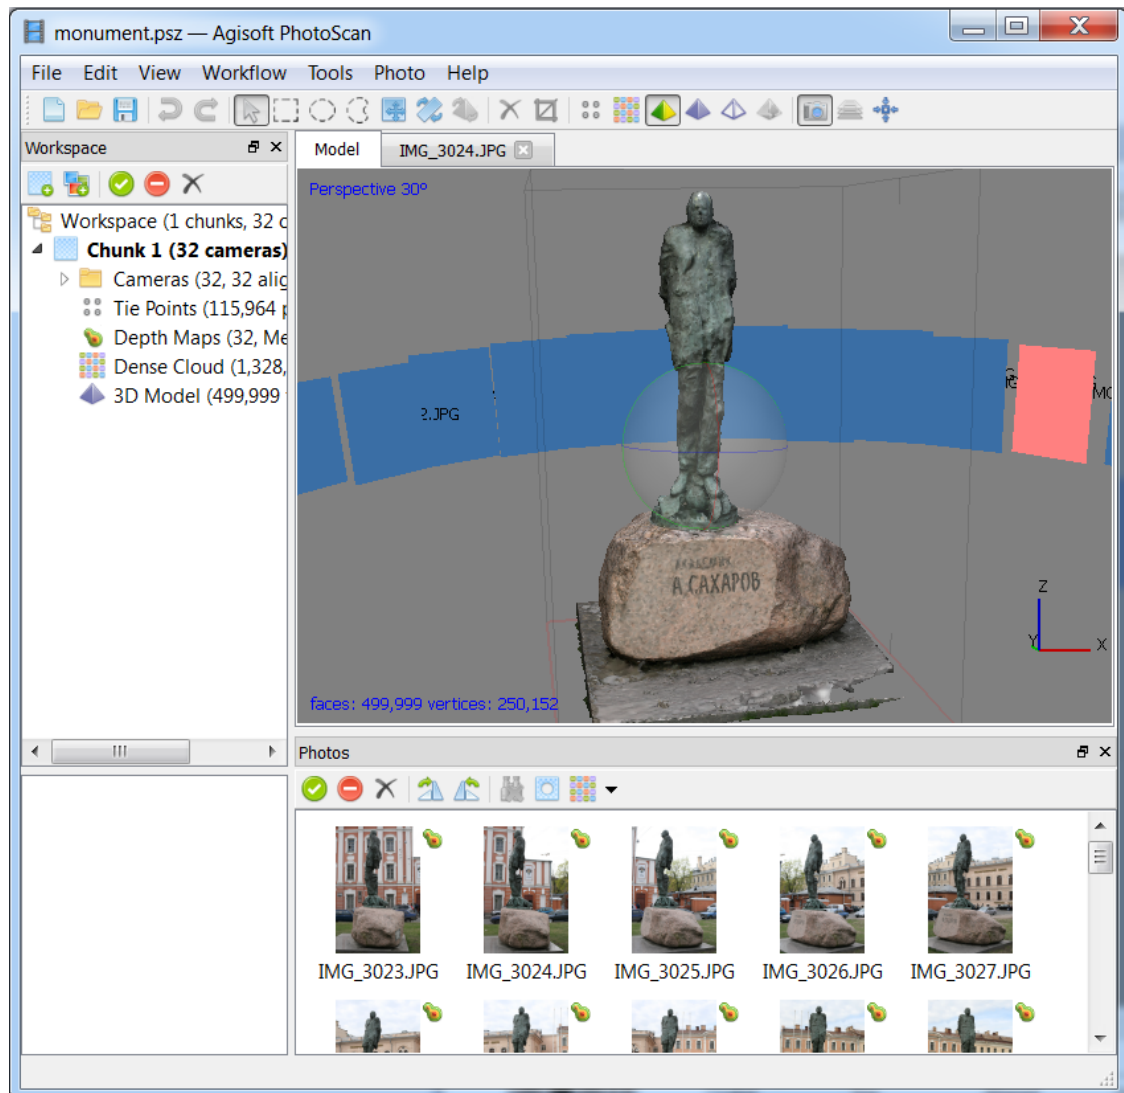 monument.psz — Agisoft PhotoScan
File Edit View Workflow Tools Photo Help
Workspace
Model IMG_3024.JPG
Workspace (1 chunks, 32 c
Chunk 1 (32 cameras)
Cameras (32, 32 alig
Tie Points (115,964 p
Depth Maps (32, Me
Dense Cloud (1,328,
3D Model (499,999
Perspective 30°
2.JPG
А.САХАРОВ
Z
Y X
faces: 499,999 vertices: 250,152
Photos
IMG_3023.JPG IMG_3024.JPG IMG_3025.JPG IMG_3026.JPG IMG_3027.JPG